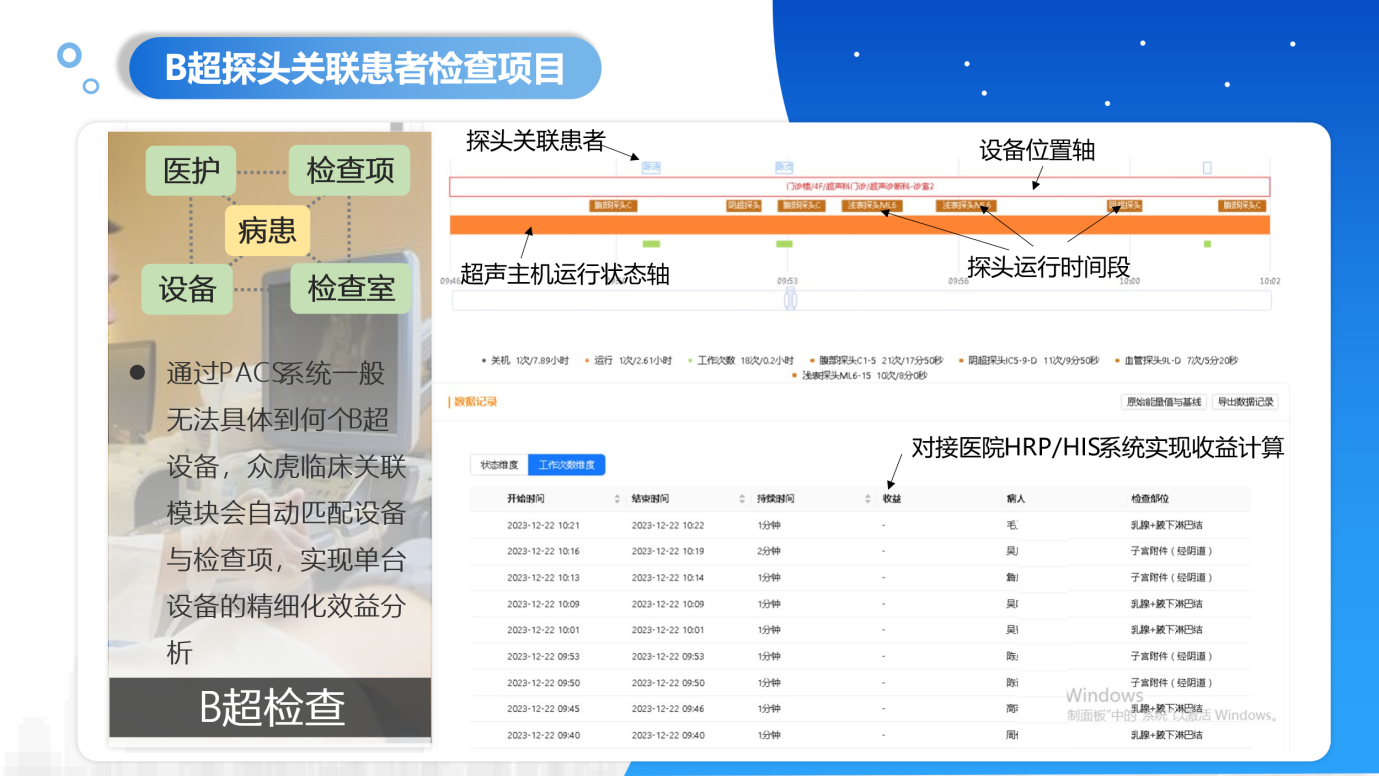 B超探头关联患者检查项目
医护
检查项
病患
设备
检查室
● 通过PACS系统一般
无法具体到何个B超
设备，众虎临床关联
模块会自动匹配设备
与检查项，实现单台
设备的精细化效益分
析
B超检查
探头关联患者
设备位置轴
门诊楼/4F/超声科门诊/超声诊断科-诊室2
腹部探头C 阴超探头 腹部探头C 浅表探头ML6 浅表探头ML6 阴超探头 腹部探头C
超声主机运行状态轴
探头运行时间段
09:46 09:53 09:56 10:00 10:02
● 关机 1次/7.89小时 ● 运行 1次/2.61小时 ● 工作次数 18次/0.2小时 ● 腹部探头C1-5 21次/17分50秒 ● 阴超探头IC5-9-D 11次/9分50秒 ● 血管探头9L-D 7次/5分20秒
● 浅表探头ML6-15 10次/8分0秒
数据记录
原始能量值与基线 导出数据记录
对接医院HRP/HIS系统实现收益计算
状态维度 工作次数维度
开始时间 结束时间 持续时间 收益 病人 检查部位
2023-12-22 10:21 2023-12-22 10:22 1分钟 - 毛 乳腺+腋下淋巴结
2023-12-22 10:16 2023-12-22 10:19 2分钟 - 吴 子宫附件（经阴道）
2023-12-22 10:13 2023-12-22 10:14 1分钟 - 詹 子宫附件（经阴道）
2023-12-22 10:09 2023-12-22 10:09 1分钟 - 吴 乳腺+腋下淋巴结
2023-12-22 10:01 2023-12-22 10:01 1分钟 - 吴 乳腺+腋下淋巴结
2023-12-22 09:53 2023-12-22 09:53 1分钟 - 陈 子宫附件（经阴道）
2023-12-22 09:50 2023-12-22 09:50 1分钟 - 陈 子宫附件（经阴道）
2023-12-22 09:45 2023-12-22 09:46 1分钟 - 高 乳腺+腋下淋巴结
2023-12-22 09:40 2023-12-22 09:40 1分钟 - 周 乳腺+腋下淋巴结
Windows
制面板"中的"系统"以激活 Windows。